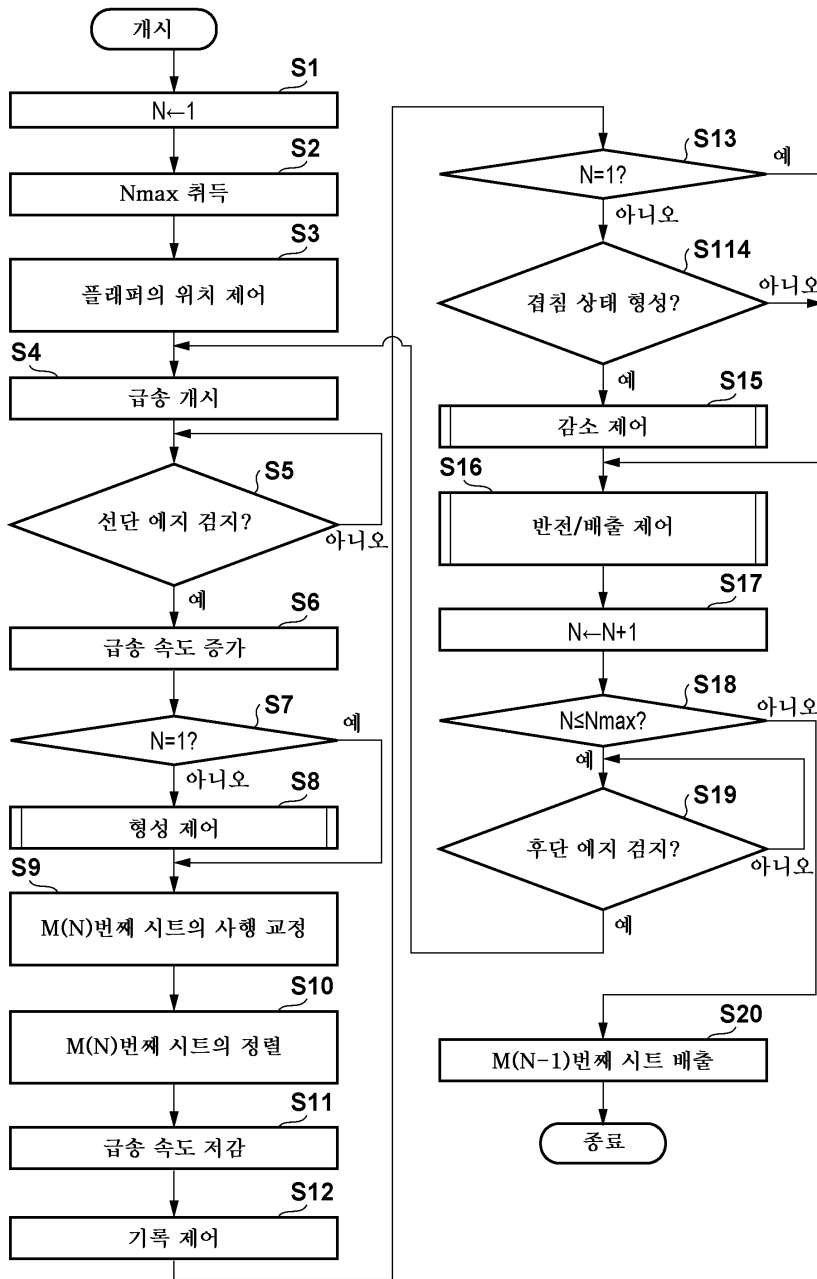 개시
S1
N←1
S2
Nmax 취득
S3
플래퍼의 위치 제어
S4
급송 개시
S5
선단 에지 검지?
아니오
예
S6
급송 속도 증가
S7
N=1?
예
아니오
S8
형성 제어
S9
M(N)번째 시트의 사행 교정
S10
M(N)번째 시트의 정렬
S11
급송 속도 저감
S12
기록 제어
S13
N=1?
예
아니오
S114
겹침 상태 형성?
아니오
예
S15
감소 제어
S16
반전/배출 제어
S17
N←N+1
S18
N≤Nmax?
아니오
예
S19
후단 에지 검지?
아니오
예
S20
M(N-1)번째 시트 배출
종료